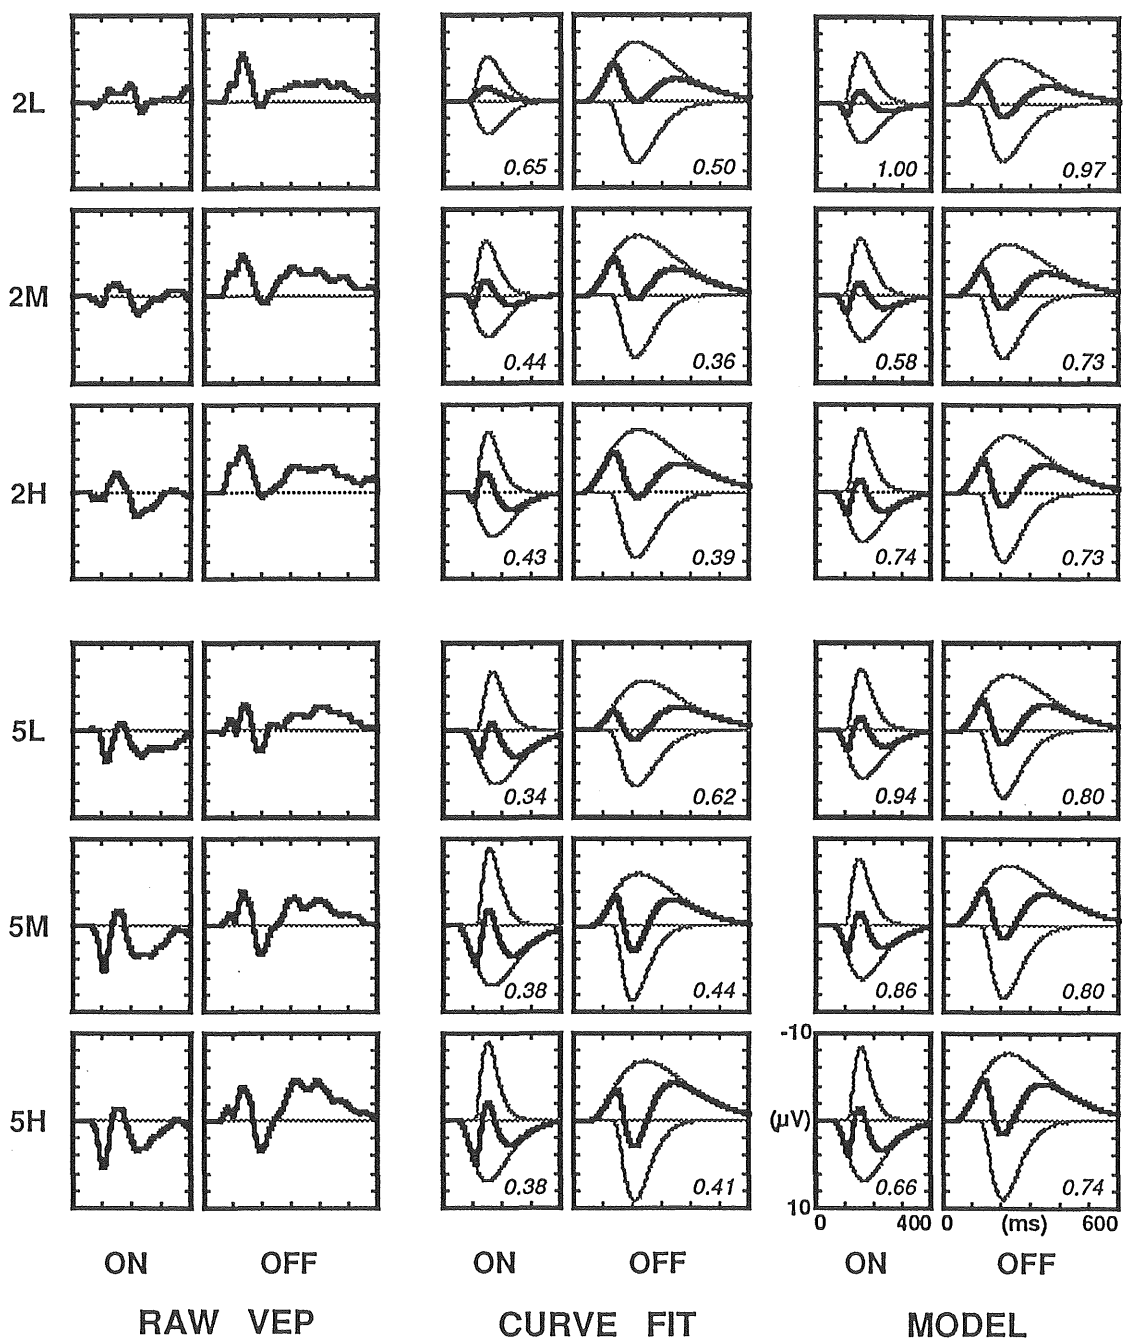 2L
0.65 0.50 1.00 0.97
2M
0.44 0.36 0.58 0.73
2H
0.43 0.39 0.74 0.73
5L
0.34 0.62 0.94 0.80
5M
0.38 0.44 0.86 0.80
-10
5H
(μV)
0.38 0.41 0.66 0.74
10
0 400 0 (ms) 600
ON OFF ON OFF ON OFF
RAW VEP CURVE FIT MODEL